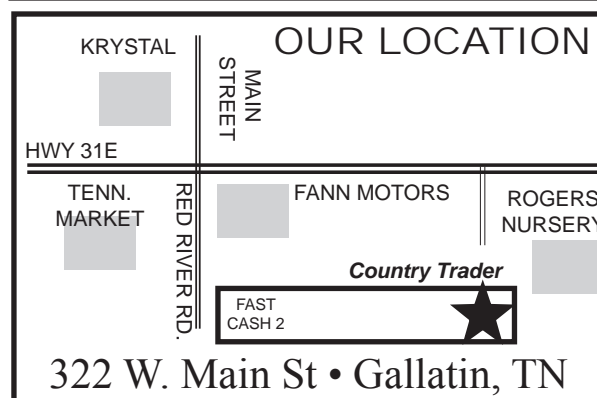 OUR LOCATION
KRYSTAL
MAIN
STREET
HWY 31E
TENN.
MARKET
RED RIVER RD.
FANN MOTORS
ROGERS
NURSERY
Country Trader
FAST
CASH 2
322 W. Main St • Gallatin, TN